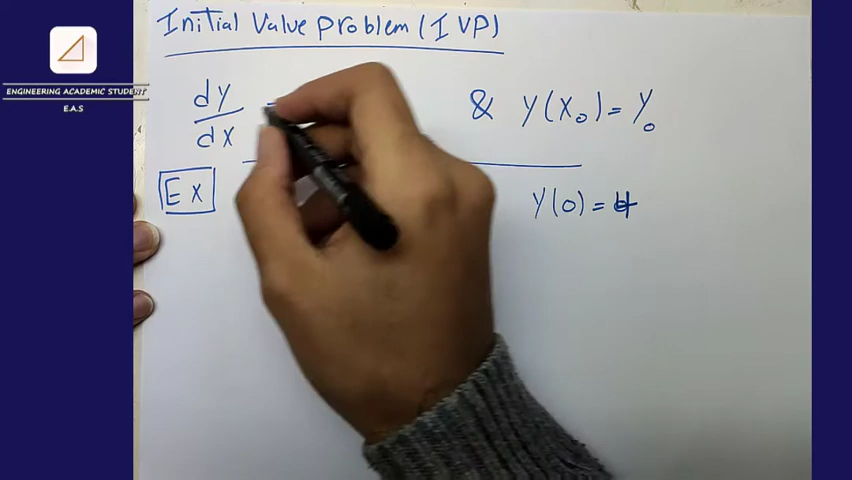 Initial Value Problem (IVP)
ENGINEERING ACADEMIC STUDENT
E.A.S
dy
dx
& y(x₀) = y₀
Ex
y(0) = 4